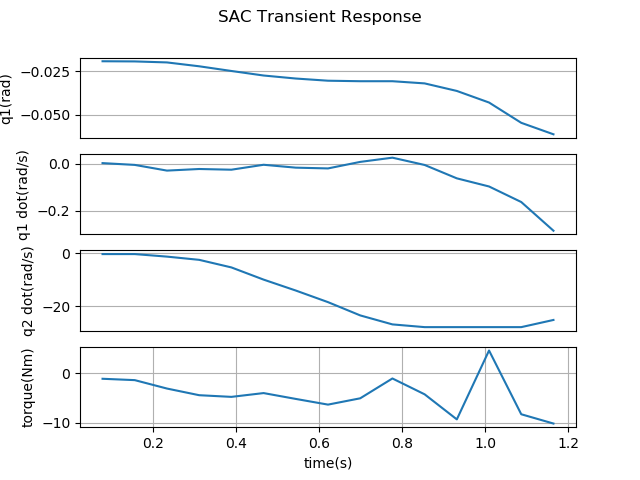 SAC Transient Response
q1(rad)
−0.025
−0.050
q1 dot(rad/s)
0.0
−0.2
q2 dot(rad/s)
0
−20
torque(Nm)
0
−10
0.2 0.4 0.6 0.8 1.0 1.2
time(s)